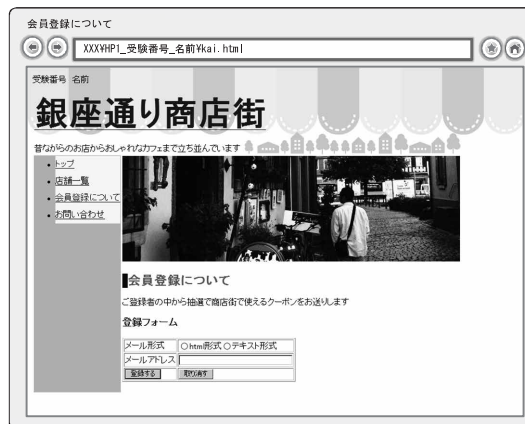 会員登録について
XXX¥HP1_受験番号_名前¥kai.html
受験番号 名前
銀座通り商店街
昔ながらのお店からおしゃれなカフェまで立ち並んでいます
・トップ
・店舗一覧
・会員登録について
・お問い合わせ
会員登録について
ご登録者の中から抽選で商店街で使えるクーポンをお送りします
登録フォーム
メール形式 ○html形式 ○テキスト形式
メールアドレス
登録する 取り消す